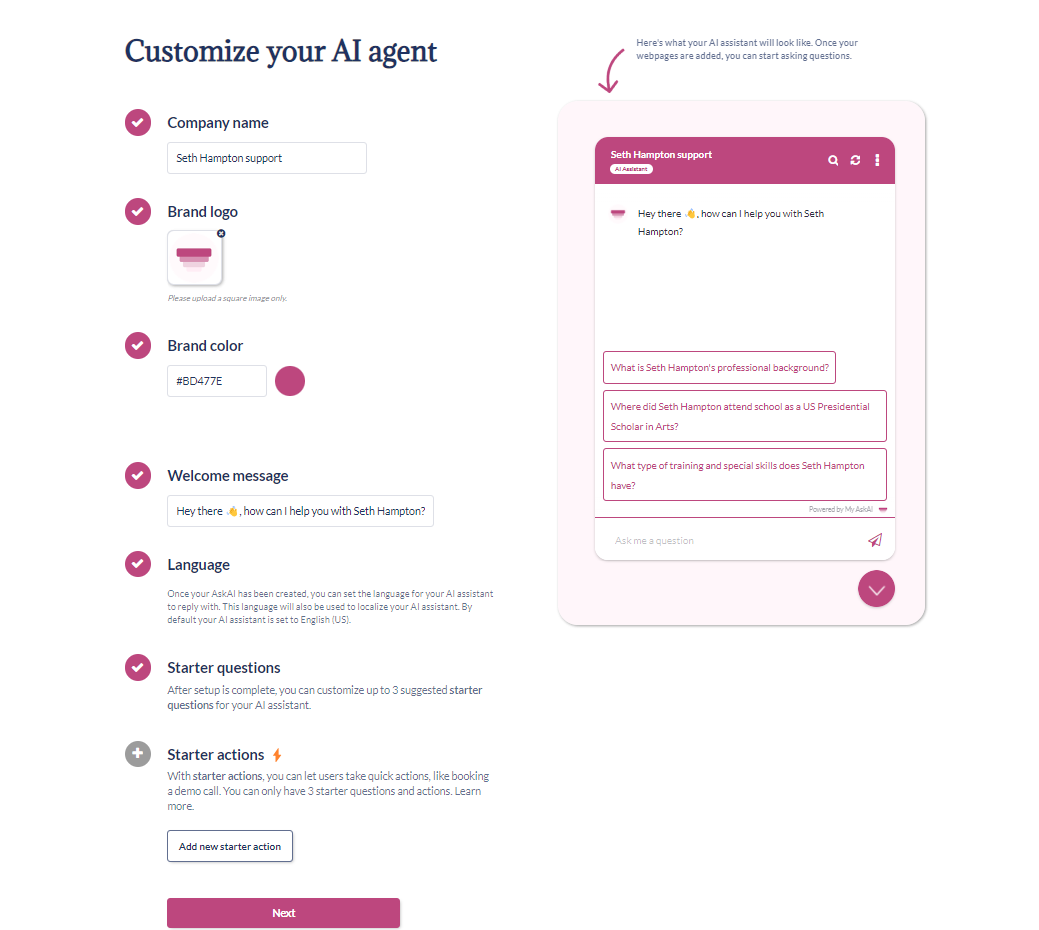 Customize your AI agent
Company name
Seth Hampton support
Brand logo
Please upload a square image only.
Brand color
#BD477E
Welcome message
Hey there 👋, how can I help you with Seth Hampton?
Language
Once your AskAI has been created, you can set the language for your AI assistant
to reply with. This language will also be used to localize your AI assistant. By
default your AI assistant is set to English (US).
Starter questions
After setup is complete, you can customize up to 3 suggested starter
questions for your AI assistant.
Starter actions
With starter actions, you can let users take quick actions, like booking
a demo call. You can only have 3 starter questions and actions. Learn
more.
Add new starter action
Next
Here's what your AI assistant will look like. Once your
webpages are added, you can start asking questions.
Seth Hampton support
AI Assistant
Hey there 👋, how can I help you with Seth
Hampton?
What is Seth Hampton's professional background?
Where did Seth Hampton attend school as a US Presidential
Scholar in Arts?
What type of training and special skills does Seth Hampton
have?
Powered by My AskAI
Ask me a question